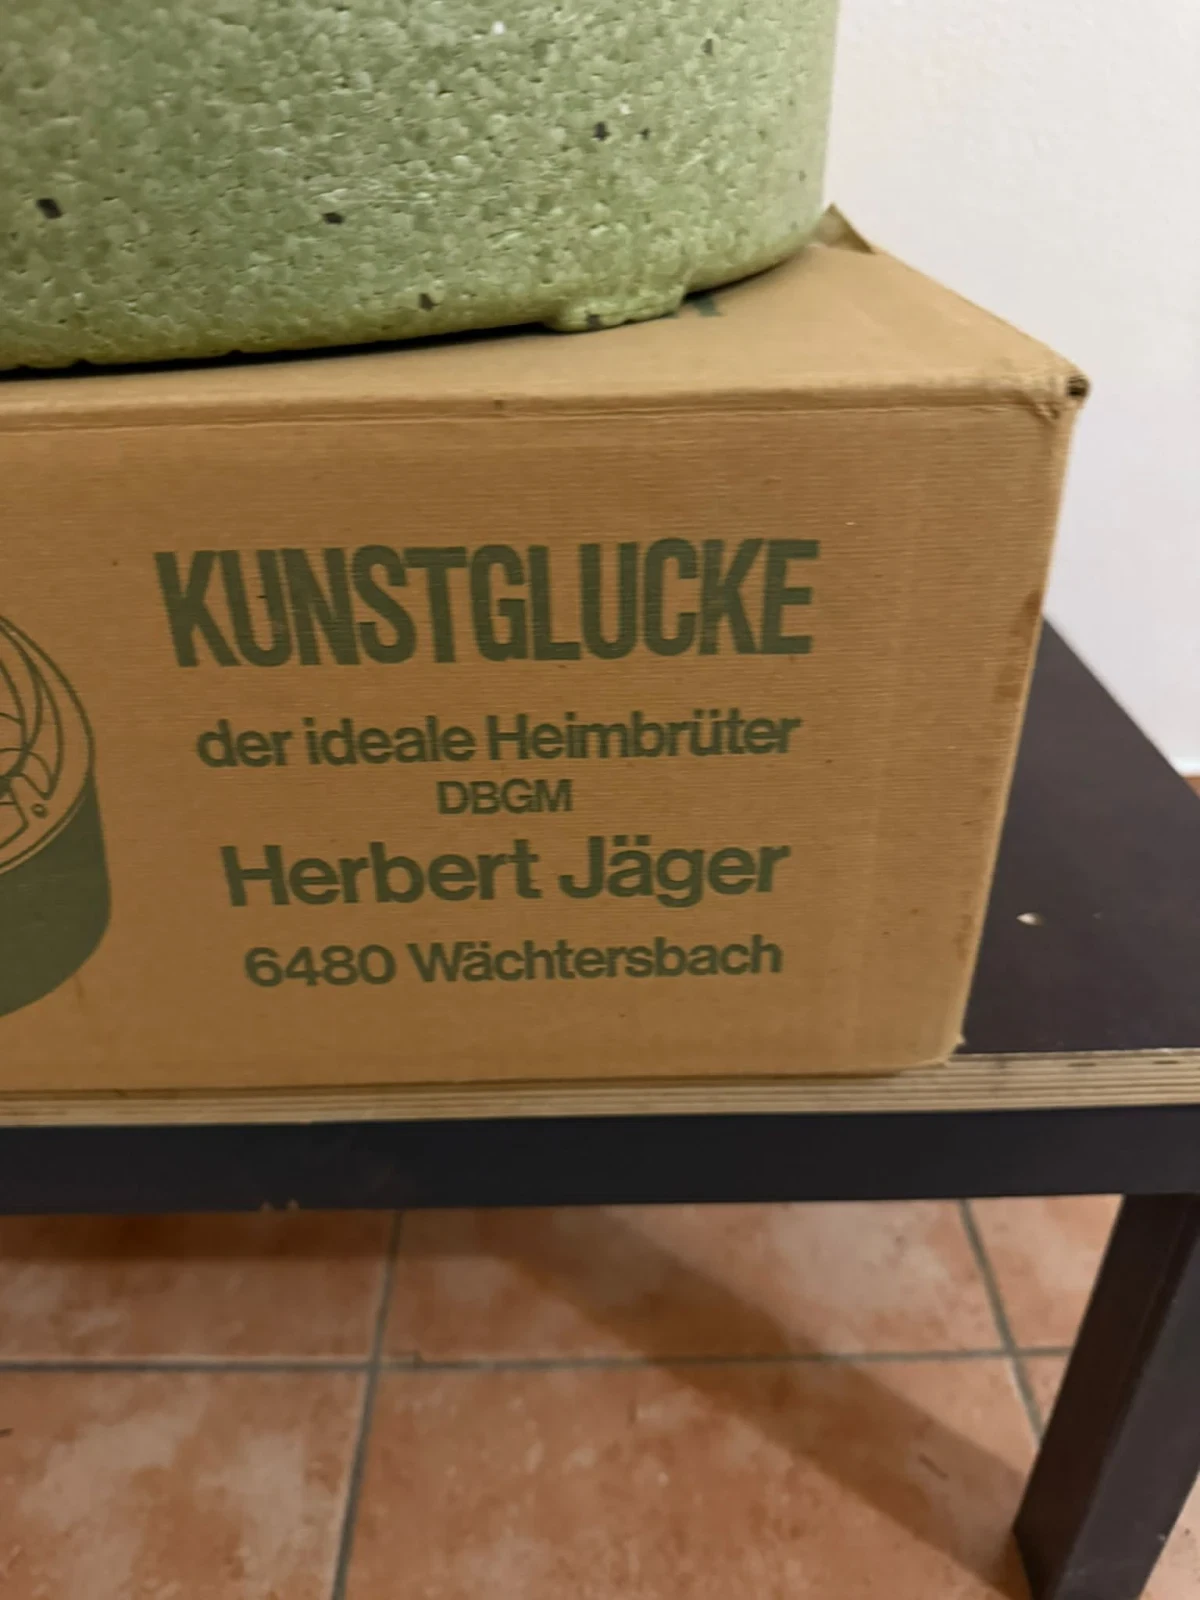 KUNSTGLUCKE
der ideale Heimbrüter
DBGM
Herbert Jäger
6480 Wächtersbach